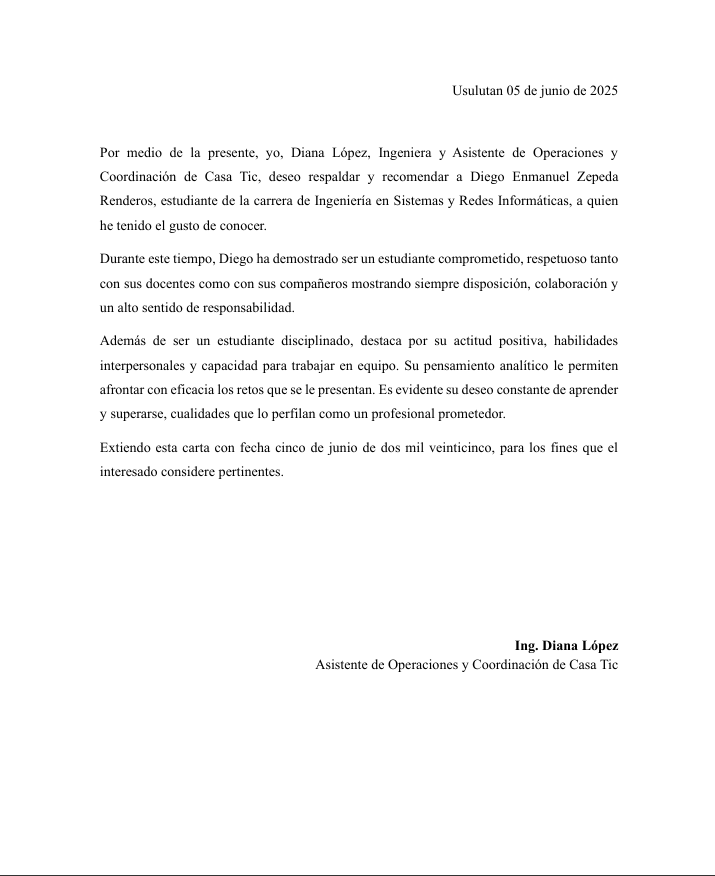 Usulutan 05 de junio de 2025
Por medio de la presente, yo, Diana López, Ingeniera y Asistente de Operaciones y
Coordinación de Casa Tic, deseo respaldar y recomendar a Diego Enmanuel Zepeda
Renderos, estudiante de la carrera de Ingeniería en Sistemas y Redes Informáticas, a quien
he tenido el gusto de conocer.
Durante este tiempo, Diego ha demostrado ser un estudiante comprometido, respetuoso tanto
con sus docentes como con sus compañeros mostrando siempre disposición, colaboración y
un alto sentido de responsabilidad.
Además de ser un estudiante disciplinado, destaca por su actitud positiva, habilidades
interpersonales y capacidad para trabajar en equipo. Su pensamiento analítico le permiten
afrontar con eficacia los retos que se le presentan. Es evidente su deseo constante de aprender
y superarse, cualidades que lo perfilan como un profesional prometedor.
Extiendo esta carta con fecha cinco de junio de dos mil veinticinco, para los fines que el
interesado considere pertinentes.
Ing. Diana López
Asistente de Operaciones y Coordinación de Casa Tic